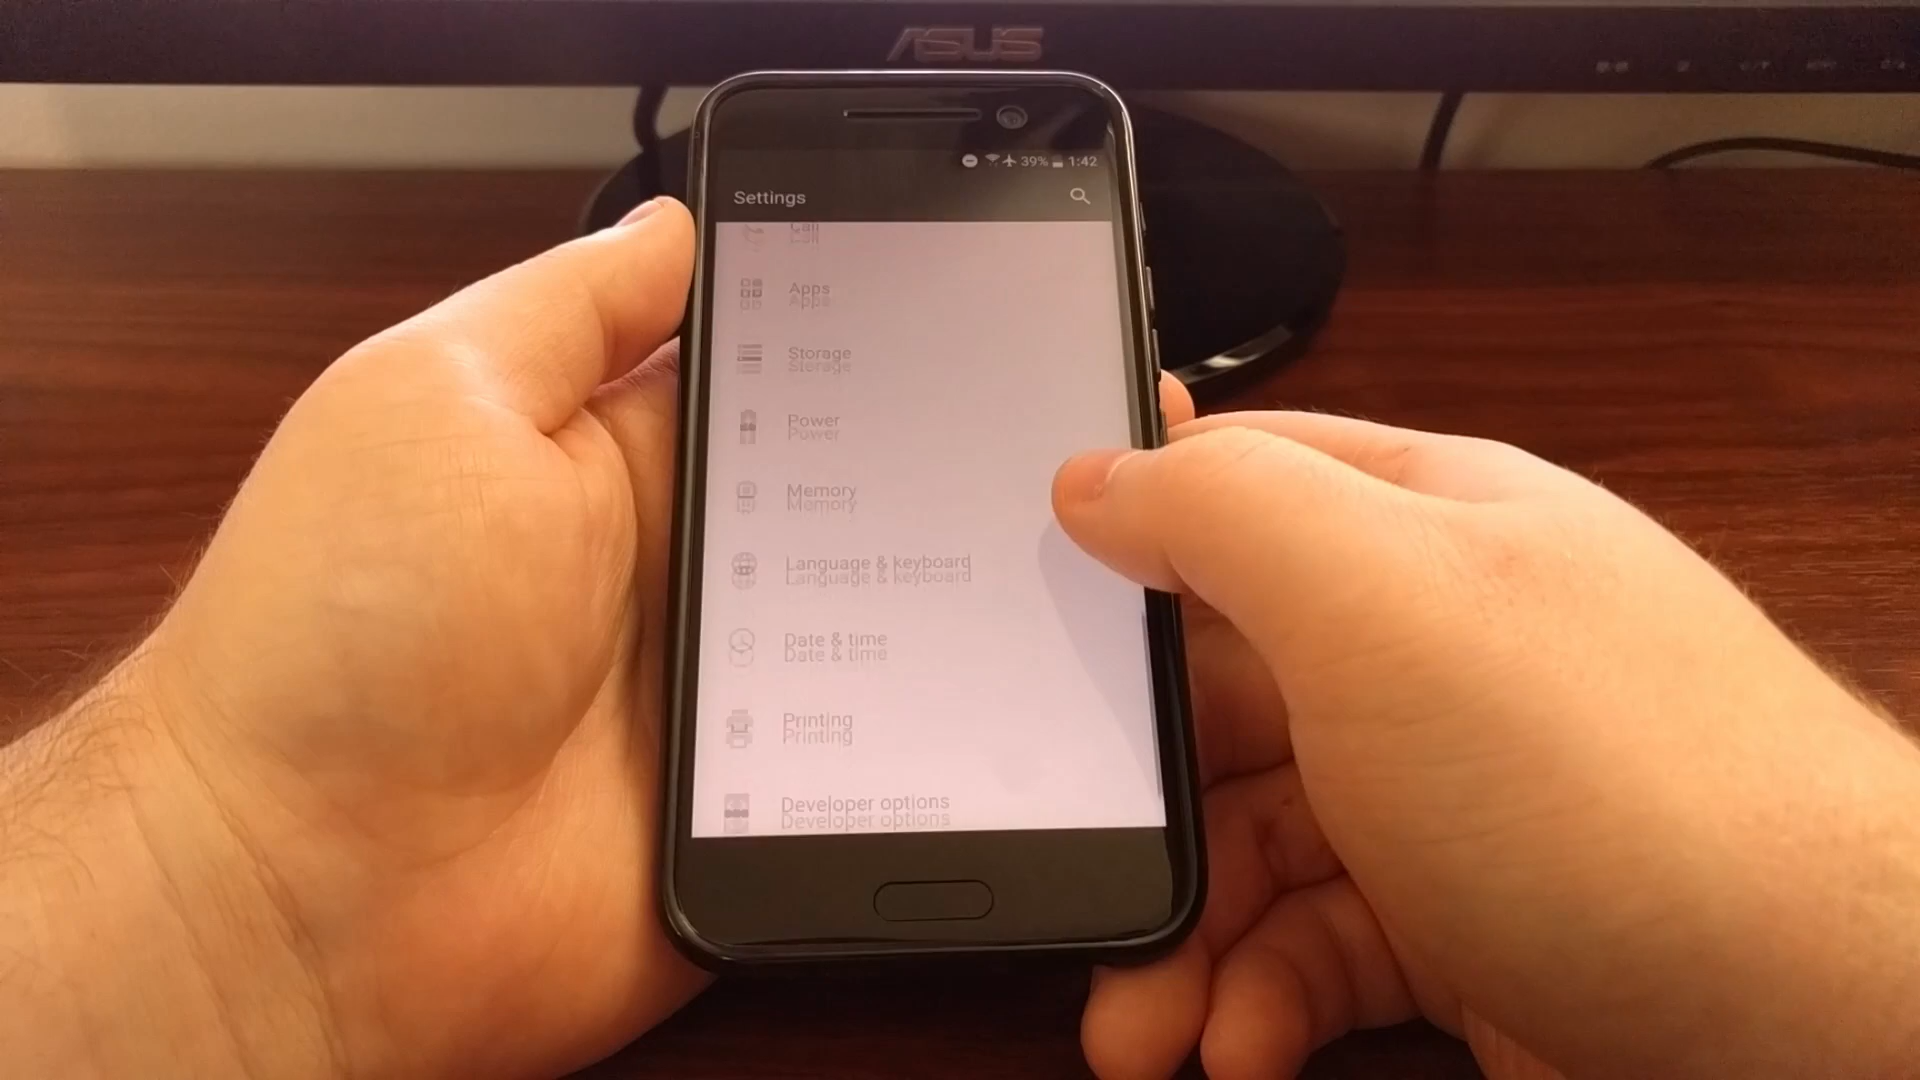 ASUS
39% 1:42
Settings
Call
Apps
Storage
Power
Memory
Language & keyboard
Date & time
Printing
Developer options